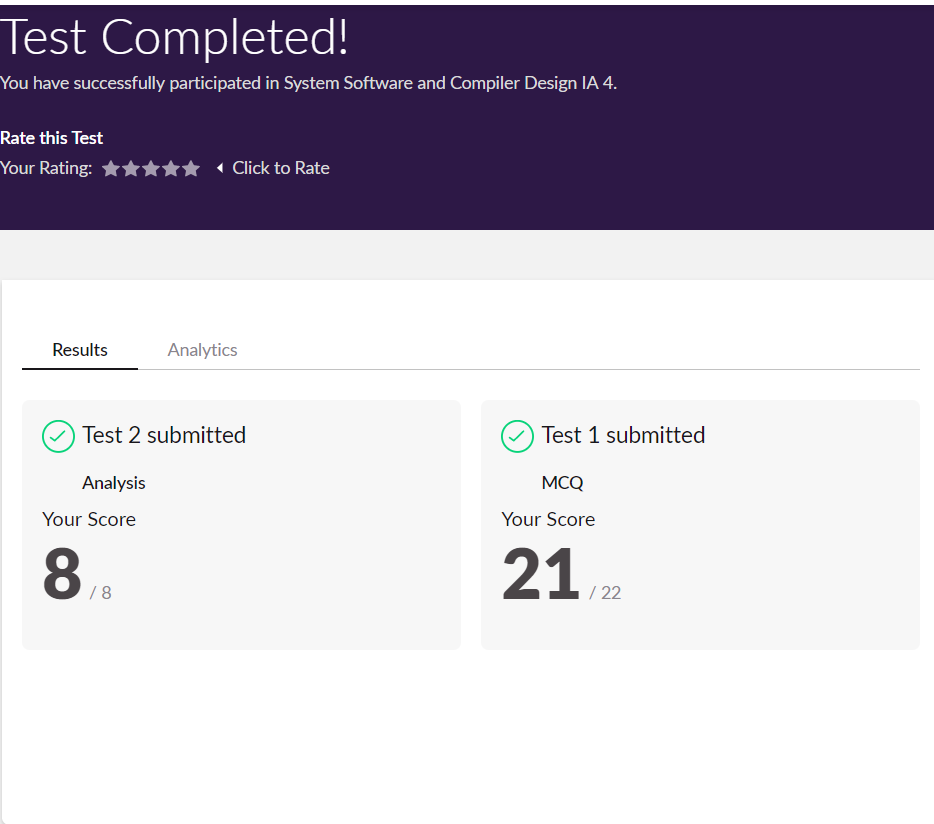 Test Completed!
You have successfully participated in System Software and Compiler Design IA 4.
Rate this Test
Your Rating: Click to Rate
Results Analytics
Test 2 submitted
Analysis
Your Score
8 / 8
Test 1 submitted
MCQ
Your Score
21 / 22